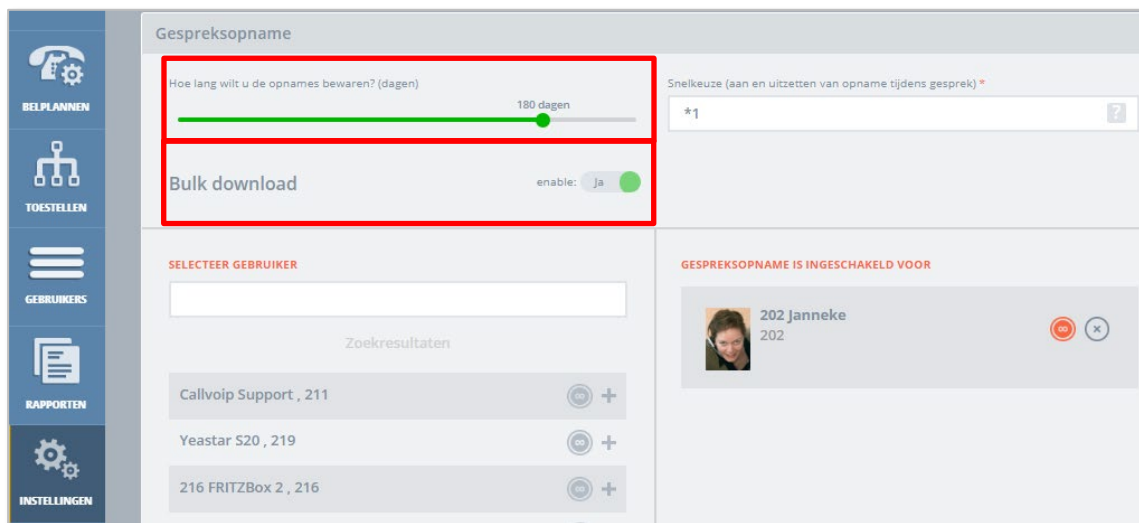 Gespreksopname
BELPLANNEN
TOESTELLEN
GEBRUIKERS
RAPPORTEN
INSTELLINGEN
Hoe lang wilt u de opnames bewaren? (dagen)
180 dagen
Bulk download
enable: Ja
Snelkeuze (aan en uitzetten van opname tijdens gesprek) *
*1
?
SELECTEER GEBRUIKER
Zoekresultaten
Callvoip Support , 211
Yeastar S20 , 219
216 FRITZBox 2 , 216
GESPREKSOPNAME IS INGESCHAKELD VOOR
202 Janneke
202